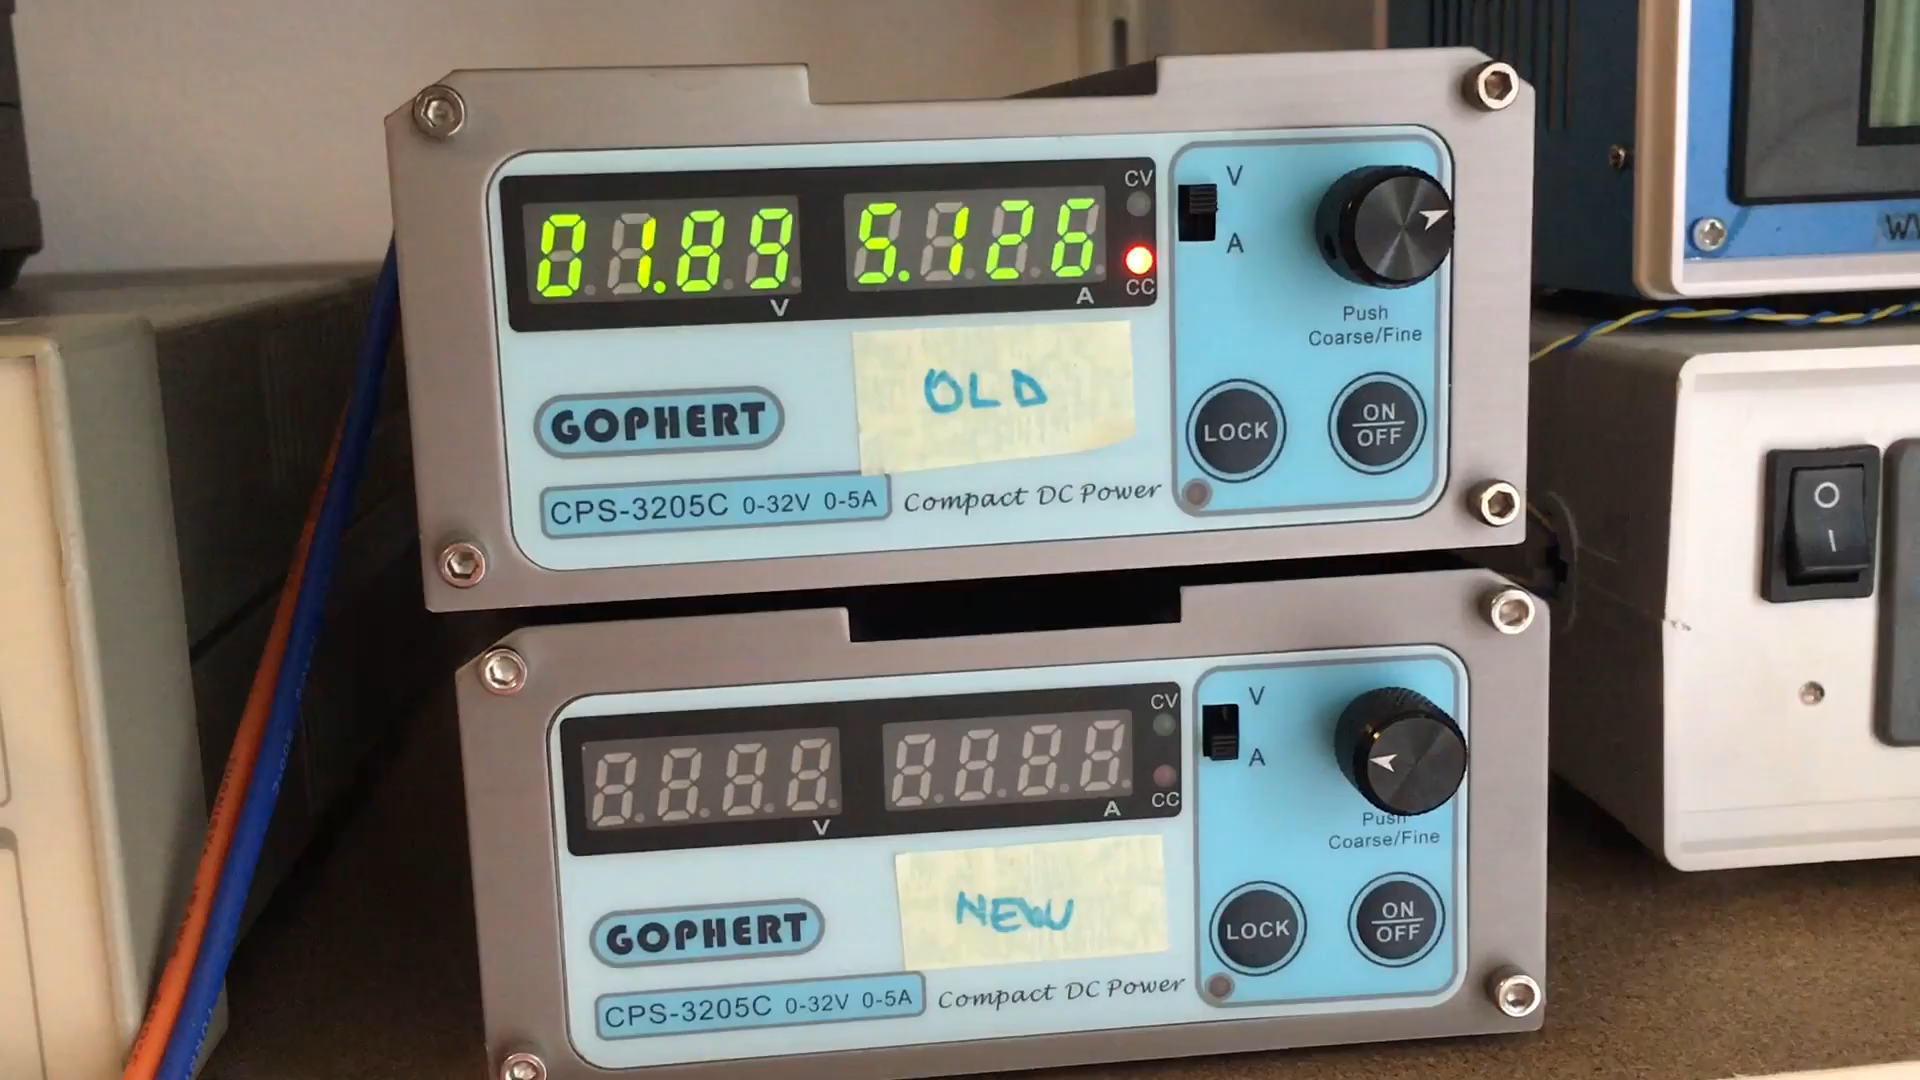 01.89 V 5.126 A CV CC
V
A
Push
Coarse/Fine
OLD
GOPHERT
LOCK
ON
OFF
CPS-3205C 0-32V 0-5A
Compact DC Power
V A CV CC
V
A
Push
Coarse/Fine
NEW
GOPHERT
LOCK
ON
OFF
CPS-3205C 0-32V 0-5A
Compact DC Power